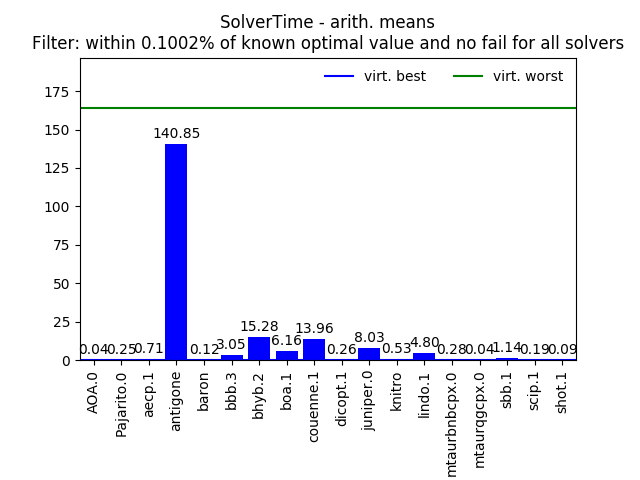 SolverTime - arith. means
Filter: within 0.1002% of known optimal value and no fail for all solvers
virt. best
virt. worst
175
150
125
100
75
50
25
0
0.04
0.25
0.71
140.85
0.12
3.05
15.28
6.16
13.96
0.26
8.03
0.53
4.80
0.28
0.04
1.14
0.19
0.09
AOA.0
Pajarito.0
aecp.1
antigone
baron
bbb.3
bhyb.2
boa.1
couenne.1
dicopt.1
juniper.0
knitro
lindo.1
mtaurbnbcpx.0
mtaurqgcpx.0
sbb.1
scip.1
shot.1